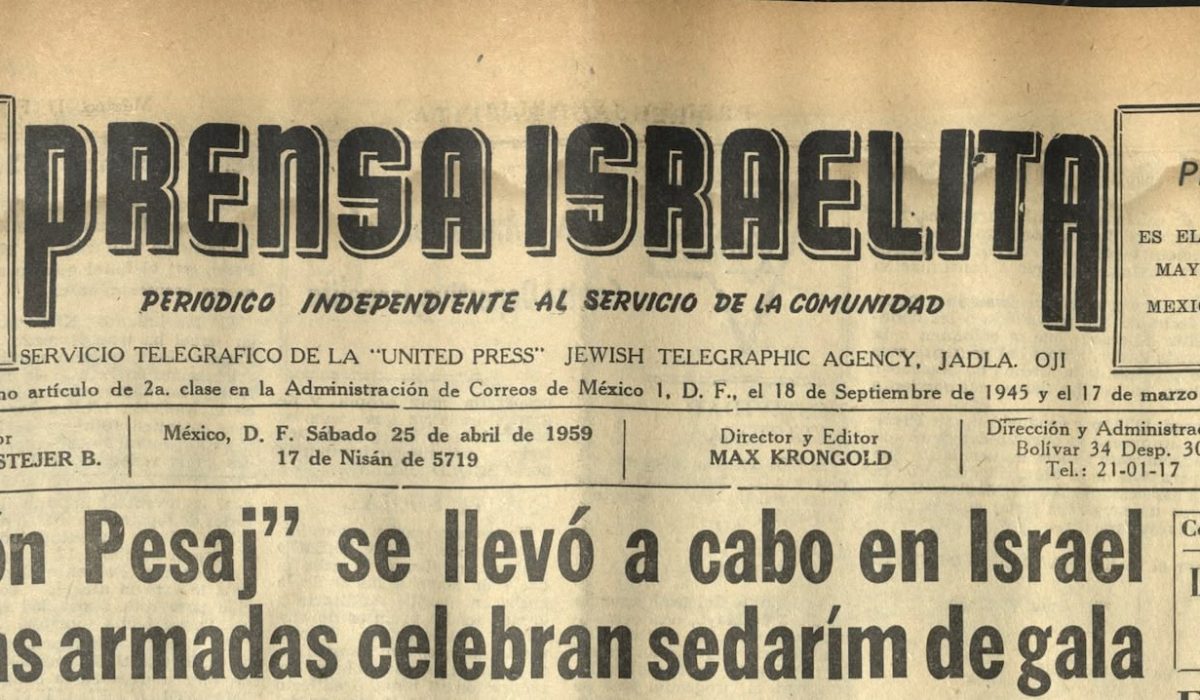 PRENSA ISRAELITA
PERIODICO INDEPENDIENTE AL SERVICIO DE LA COMUNIDAD
SERVICIO TELEGRAFICO DE LA "UNITED PRESS" JEWISH TELEGRAPHIC AGENCY, JADLA. OJI
artículo de 2a. clase en la Administración de Correos de México 1, D. F., el 18 de Septiembre de 1945 y el 17 de marzo
ES EL
MAY
MEXIC
STEJER B.
México, D. F. Sábado 25 de abril de 1959
17 de Nisán de 5719
Director y Editor
MAX KRONGOLD
Dirección y Administrac
Bolívar 34 Desp. 30
Tel.: 21-01-17
ón Pesaj" se llevó a cabo en Israel
as armadas celebran sedarím de gala